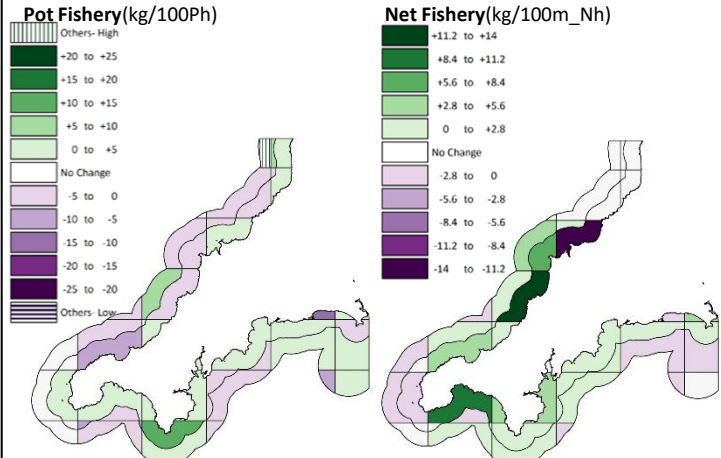 Pot Fishery(kg/100Ph)
Others- High
+20 to +25
+15 to +20
+10 to +15
+5 to +10
0 to +5
No Change
-5 to 0
-10 to -5
-15 to -10
-20 to -15
-25 to -20
Others- Low
Net Fishery(kg/100m_Nh)
+11.2 to +14
+8.4 to +11.2
+5.6 to +8.4
+2.8 to +5.6
0 to +2.8
No Change
-2.8 to 0
-5.6 to -2.8
-8.4 to -5.6
-11.2 to -8.4
-14 to -11.2